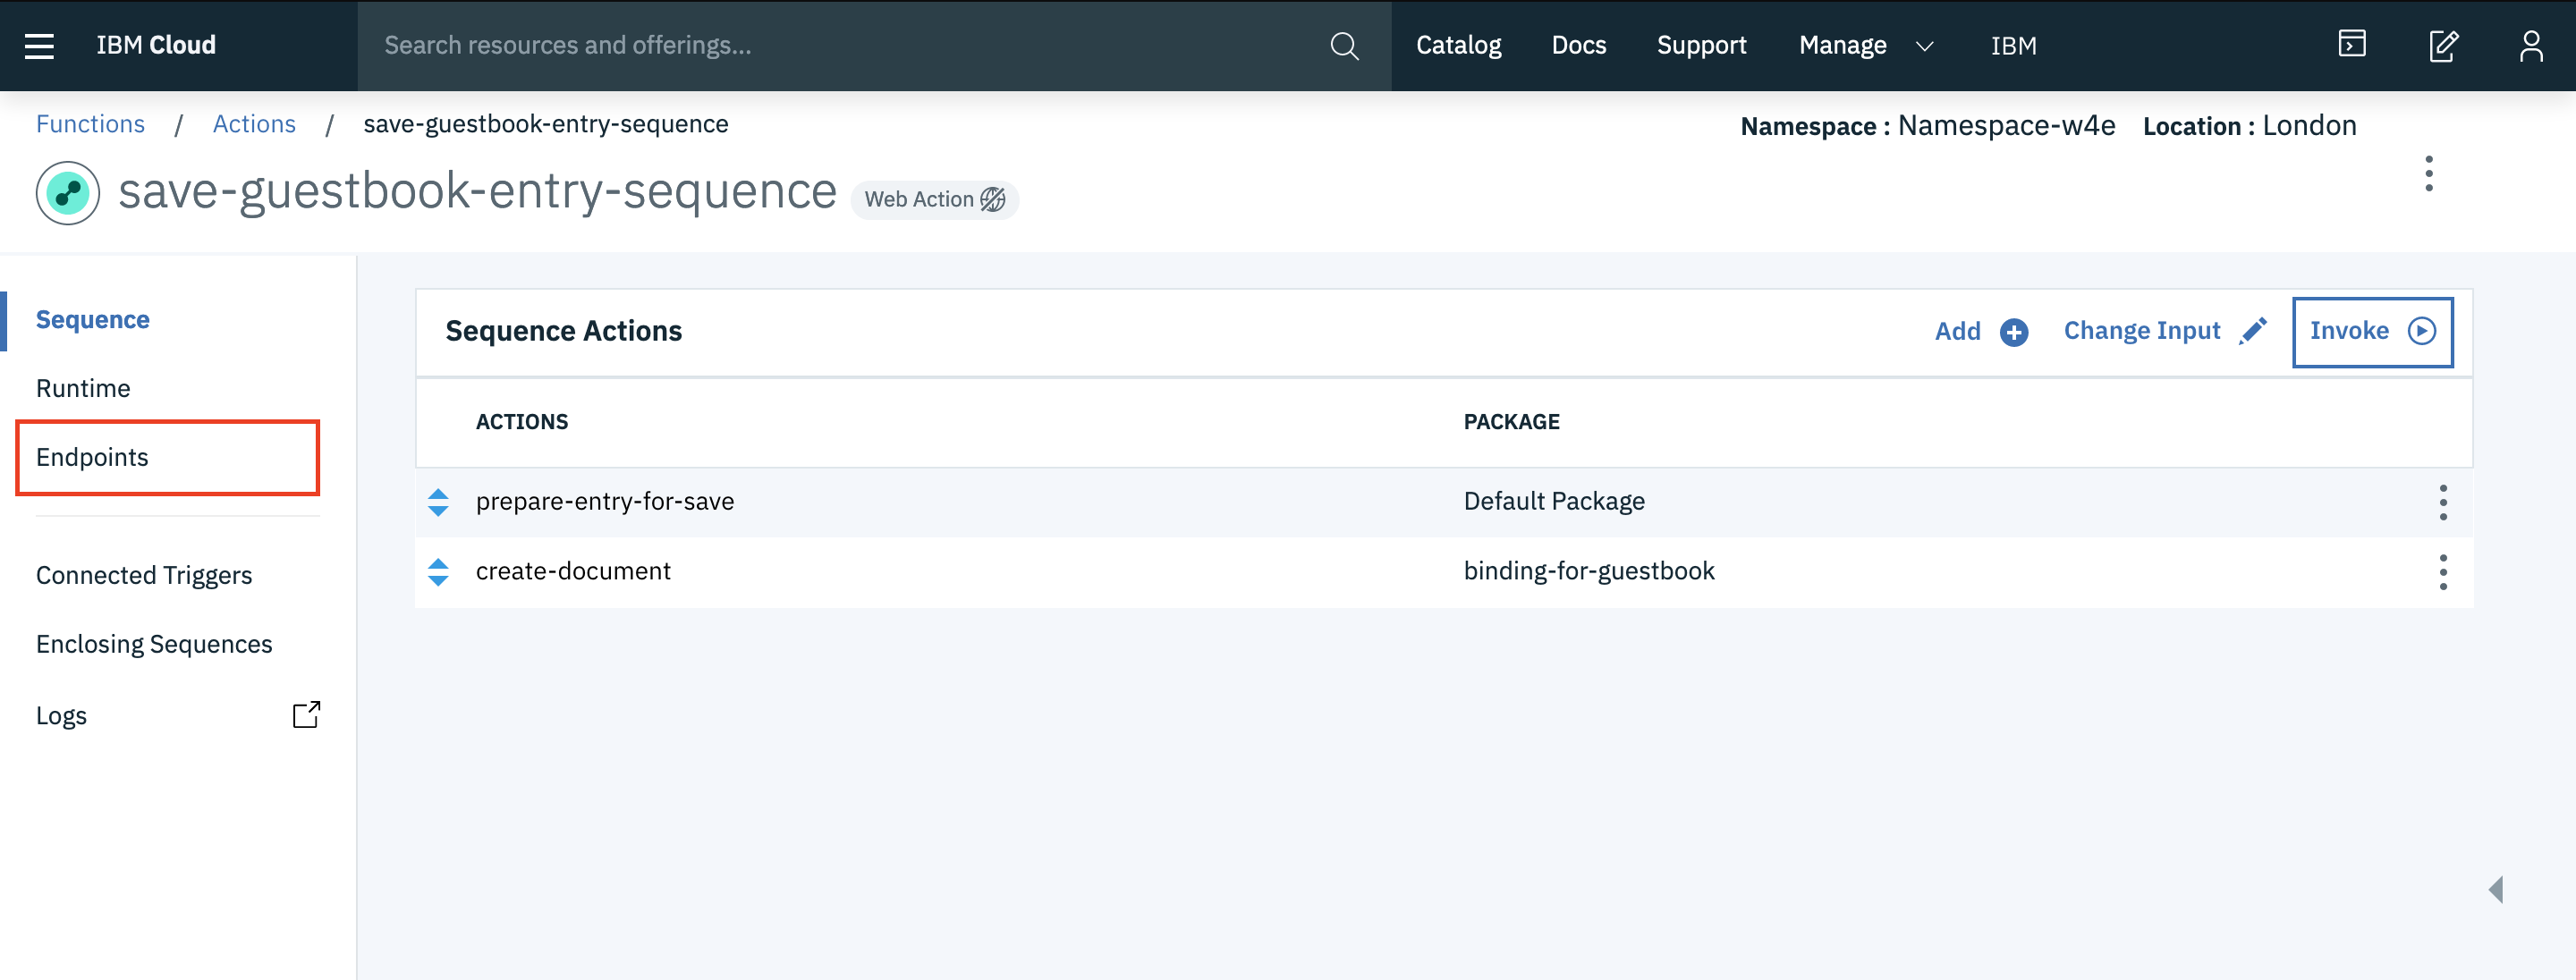 IBM Cloud
Search resources and offerings...
Catalog Docs Support Manage IBM
Functions / Actions / save-guestbook-entry-sequence
Namespace : Namespace-w4e Location : London
save-guestbook-entry-sequence Web Action
Sequence
Runtime
Endpoints
Connected Triggers
Enclosing Sequences
Logs
Sequence Actions Add Change Input Invoke
ACTIONS PACKAGE
prepare-entry-for-save Default Package
create-document binding-for-guestbook